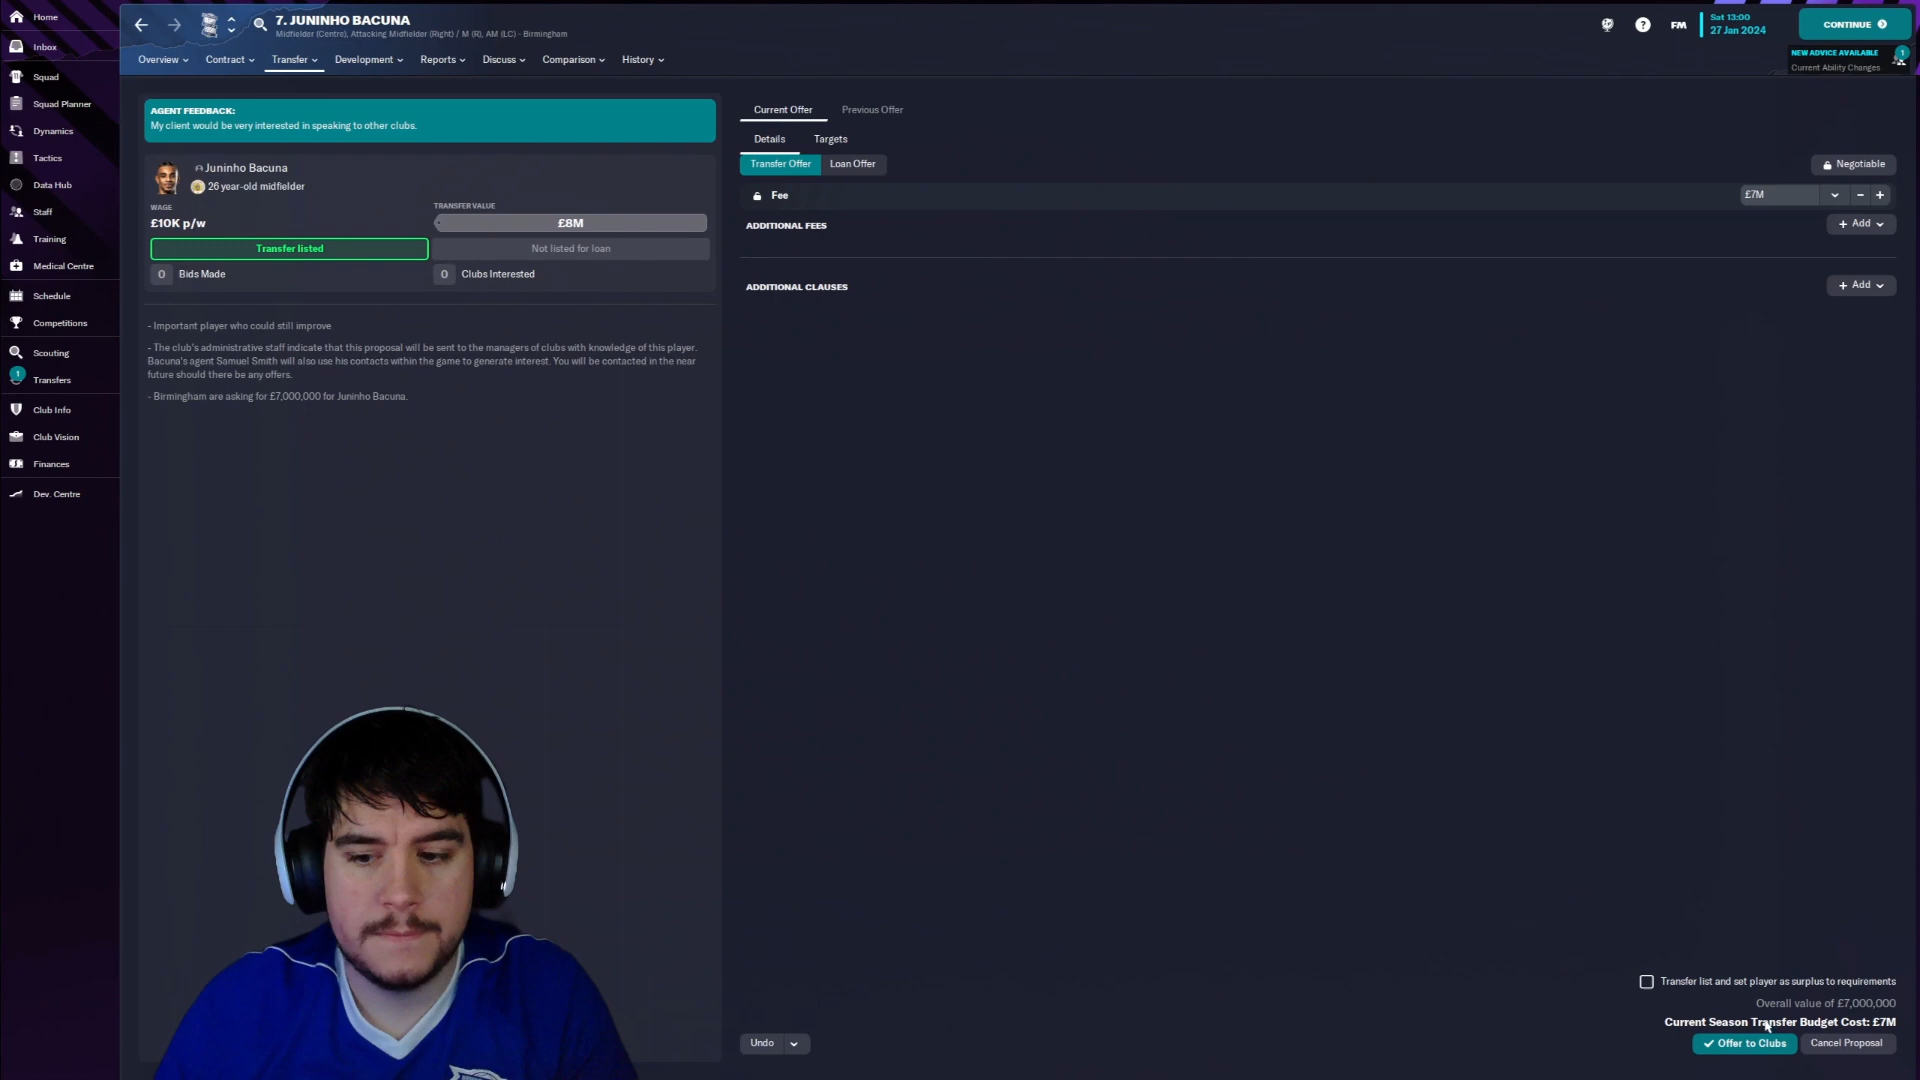 Home
Inbox
Squad
Squad Planner
Dynamics
Tactics
Data Hub
Staff
Training
Medical Centre
Schedule
Competitions
Scouting
1
Transfers
Club Info
Club Vision
Finances
Dev. Centre
7. JUNINHO BACUNA
Midfielder (Centre), Attacking Midfielder (Right) / M (R), AM (LC) - Birmingham
FM
Sat 13:00
27 Jan 2024
CONTINUE
NEW ADVICE AVAILABLE
1
Current Ability Changes
Overview
Contract
Transfer
Development
Reports
Discuss
Comparison
History
AGENT FEEDBACK:
My client would be very interested in speaking to other clubs.
Juninho Bacuna
26 year-old midfielder
WAGE
£10K p/w
TRANSFER VALUE
£8M
Transfer listed
Not listed for loan
0 Bids Made
0 Clubs Interested
- Important player who could still improve
- The club's administrative staff indicate that this proposal will be sent to the managers of clubs with knowledge of this player.
Bacuna's agent Samuel Smith will also use his contacts within the game to generate interest. You will be contacted in the near
future should there be any offers.
- Birmingham are asking for £7,000,000 for Juninho Bacuna.
Current Offer
Previous Offer
Details
Targets
Transfer Offer
Loan Offer
Negotiable
Fee
£7M
ADDITIONAL FEES
+ Add
ADDITIONAL CLAUSES
+ Add
Transfer list and set player as surplus to requirements
Overall value of £7,000,000
Current Season Transfer Budget Cost: £7M
Undo
Offer to Clubs
Cancel Proposal